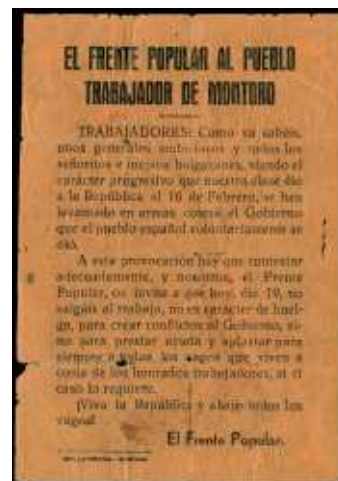 EL FRENTE POPULAR AL PUEBLO
TRABAJADOR DE MONTORO
TRABAJADORES: Como ya sabéis,
unos generales ambiciosos y todos los
señoritos e inicuos holgazanes, viendo el
carácter progresivo que nuestra clase dió
a la República el 16 de Febrero, se han
levantado en armas contra el Gobierno
que el pueblo español voluntariamente se
dió.
A esta provocación hay que contestar
adecuadamente, y nosotros, el Frente
Popular, os invita a que hoy, día 19, no
salgáis al trabajo, no en carácter de huel-
ga, para crear conflictos al Gobierno, si-
no para prestar ayuda y aplastar para
siempre a todos los vagos que viven a
costa de los honrados trabajadores, si el
caso lo requiere.
¡Viva la República y abajo todos los
vagos!
El Frente Popular.